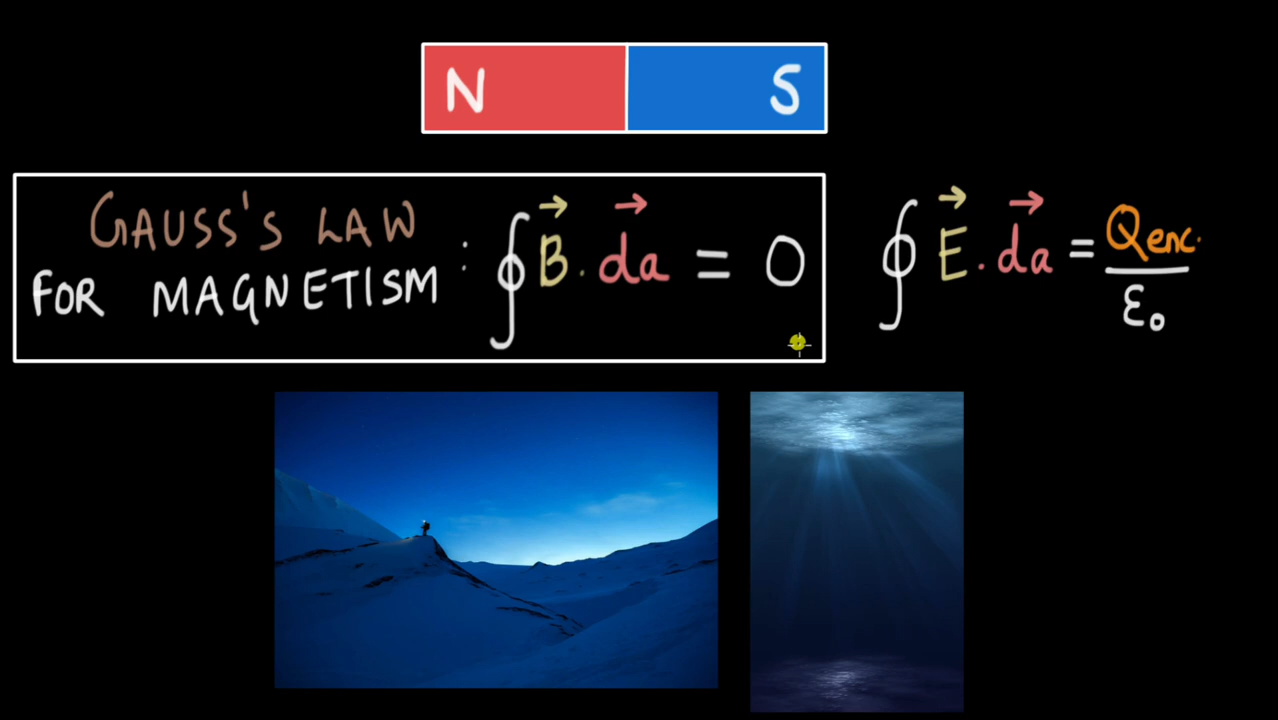 N S
GAUSS'S LAW
FOR MAGNETISM : ∮ B⃗ . da⃗ = 0
∮ E⃗ . da⃗ = Qenc. / ε₀